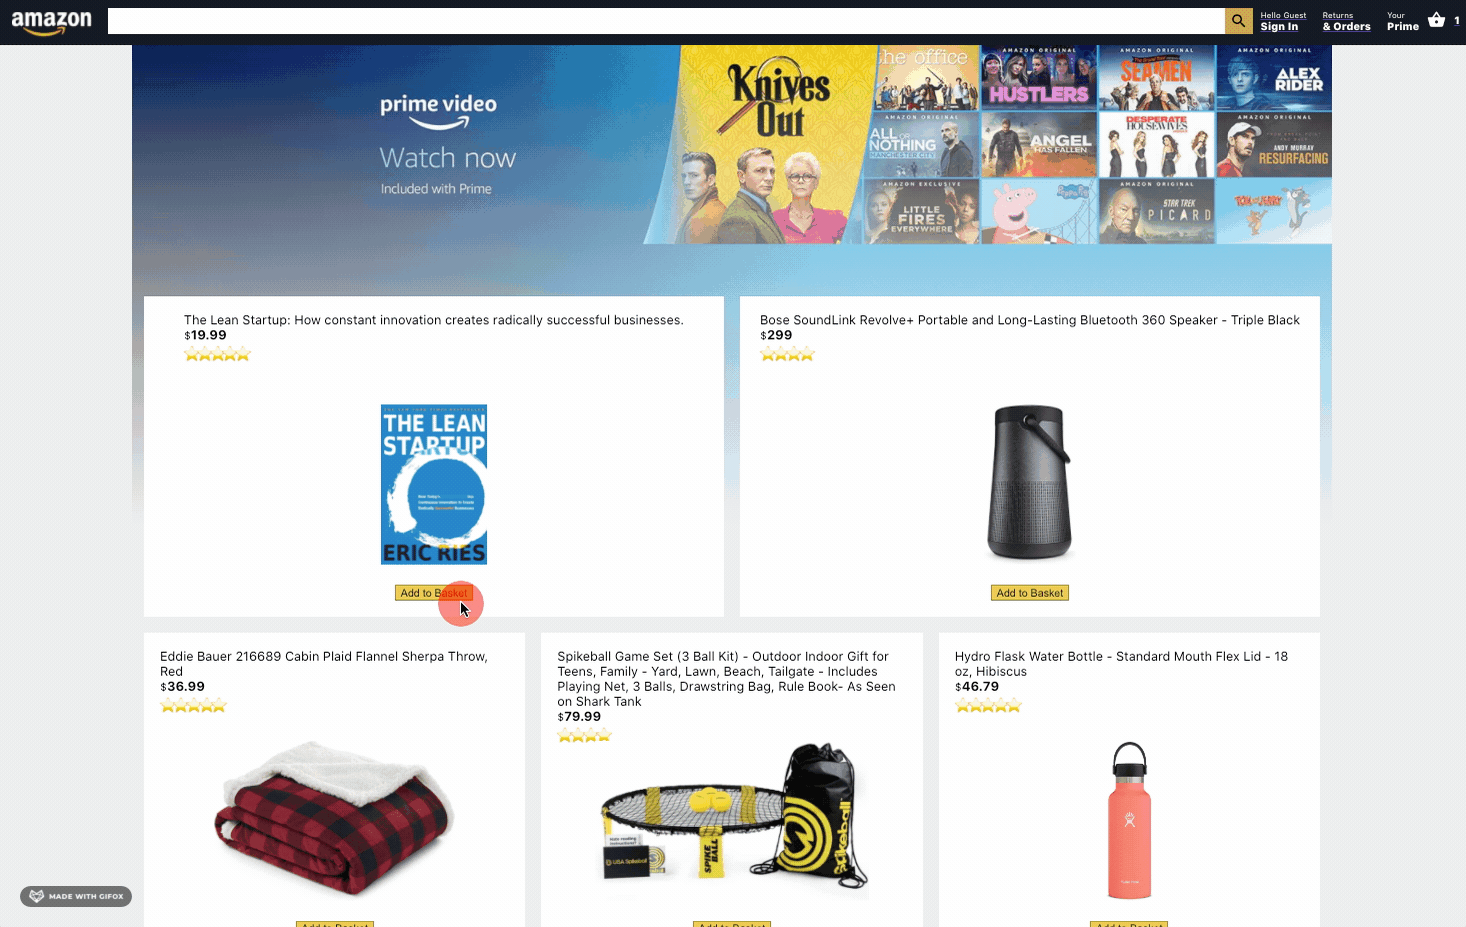 amazon
Hello Guest
Sign In
Returns
& Orders
Your
Prime
1
prime video
Watch now
Included with Prime
Knives
Out
the office
AMAZON ORIGINAL
HUSTLERS
AMAZON ORIGINAL
SEAMEN
AMAZON ORIGINAL
ALEX
RIDER
AMAZON ORIGINAL
ALL OR
NOTHING
MANCHESTER CITY
ANGEL
HAS FALLEN
DESPERATE
HOUSEWIVES
AMAZON ORIGINAL
ANDY MURRAY
RESURFACING
AMAZON EXCLUSIVE
LITTLE
FIRES
EVERYWHERE
Peppa Pig
AMAZON ORIGINAL
STAR TREK
PICARD
TOM AND JERRY
The Lean Startup: How constant innovation creates radically successful businesses.
$19.99
THE LEAN
STARTUP
ERIC RIES
Add to Basket
Bose SoundLink Revolve+ Portable and Long-Lasting Bluetooth 360 Speaker - Triple Black
$299
Add to Basket
Eddie Bauer 216689 Cabin Plaid Flannel Sherpa Throw,
Red
$36.99
Add to Basket
Spikeball Game Set (3 Ball Kit) - Outdoor Indoor Gift for
Teens, Family - Yard, Lawn, Beach, Tailgate - Includes
Playing Net, 3 Balls, Drawstring Bag, Rule Book- As Seen
on Shark Tank
$79.99
USA Spikeball
SPIKE
BALL
Spikeball
Add to Basket
Hydro Flask Water Bottle - Standard Mouth Flex Lid - 18
oz, Hibiscus
$46.79
Add to Basket
MADE WITH GIFOX